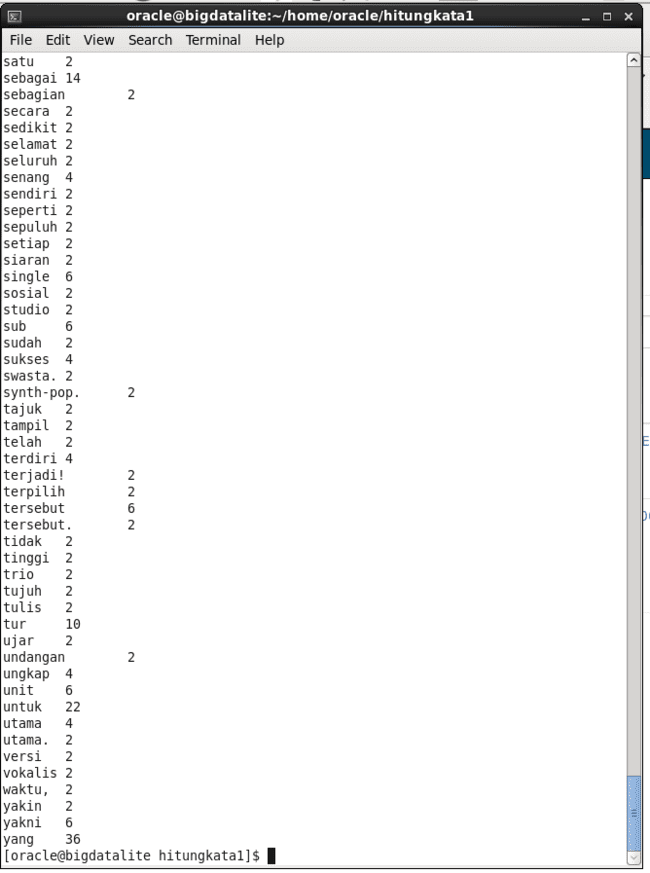 oracle@bigdatalite:~/home/oracle/hitungkata1
File Edit View Search Terminal Help
satu 2
sebagai 14
sebagian 2
secara 2
sedikit 2
selamat 2
seluruh 2
senang 4
sendiri 2
seperti 2
sepuluh 2
setiap 2
siaran 2
single 6
sosial 2
studio 2
sub 6
sudah 2
sukses 4
swasta. 2
synth-pop. 2
tajuk 2
tampil 2
telah 2
terdiri 4
terjadi! 2
terpilih 2
tersebut 6
tersebut. 2
tidak 2
tinggi 2
trio 2
tujuh 2
tulis 2
tur 10
ujar 2
undangan 2
ungkap 4
unit 6
untuk 22
utama 4
utama. 2
versi 2
vokalis 2
waktu, 2
yakin 2
yakni 6
yang 36
[oracle@bigdatalite hitungkata1]$